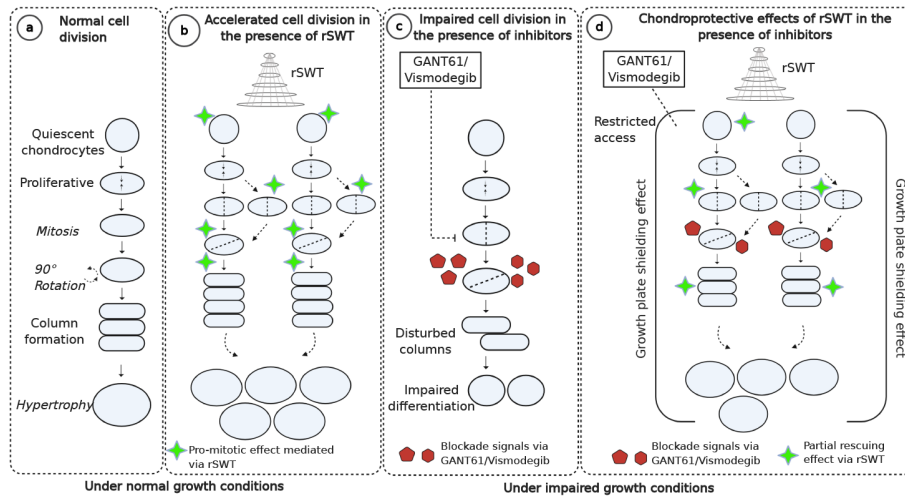 a
Normal cell
division
Quiescent
chondrocytes
Proliferative
Mitosis
90°
Rotation
Column
formation
Hypertrophy
b
Accelerated cell division in
the presence of rSWT
rSWT
Pro-mitotic effect mediated
via rSWT
Under normal growth conditions
c
Impaired cell division in
the presence of inhibitors
GANT61/
Vismodegib
Disturbed
columns
Impaired
differentiation
Blockade signals via
GANT61/Vismodegib
d
Chondroprotective effects of rSWT in the
presence of inhibitors
GANT61/
Vismodegib
rSWT
Restricted
access
Growth plate shielding effect
Growth plate shielding effect
Blockade signals via
GANT61/Vismodegib
Partial rescuing
effect via rSWT
Under impaired growth conditions